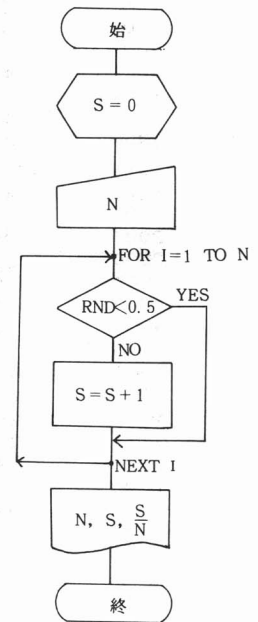 始
S = 0
N
FOR I=1 TO N
RND<0.5
YES
NO
S=S+1
NEXT I
N, S, S/N
終